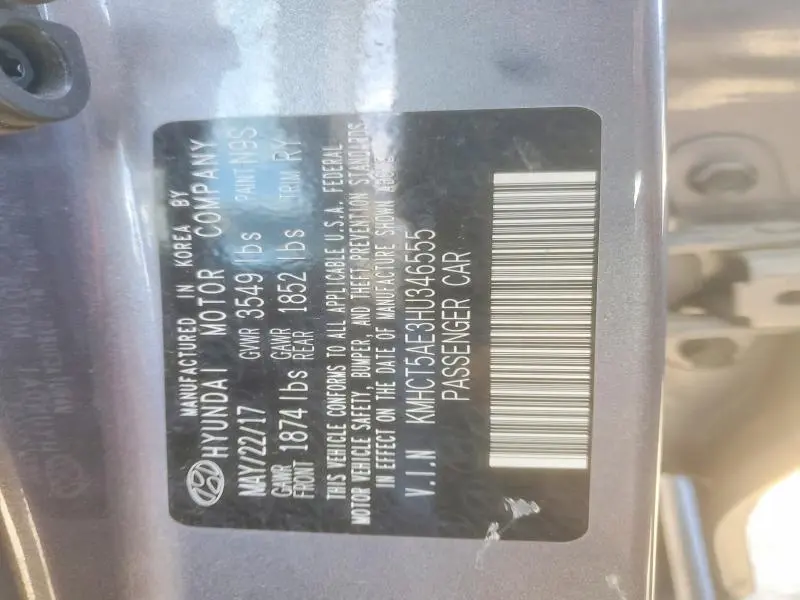 MANUFACTURED IN KOREA BY
HYUNDAI MOTOR COMPANY
MAY/22/17 GVWR 3549 lbs PAINT N9S
GAWR FRONT 1874 lbs GAWR REAR 1852 lbs TRIM RY
THIS VEHICLE CONFORMS TO ALL APPLICABLE U.S.A. FEDERAL
MOTOR VEHICLE SAFETY, BUMPER, AND THEFT PREVENTION STANDARDS
IN EFFECT ON THE DATE OF MANUFACTURE SHOWN ABOVE
V.I.N KMHCT5AE3HU346555
PASSENGER CAR